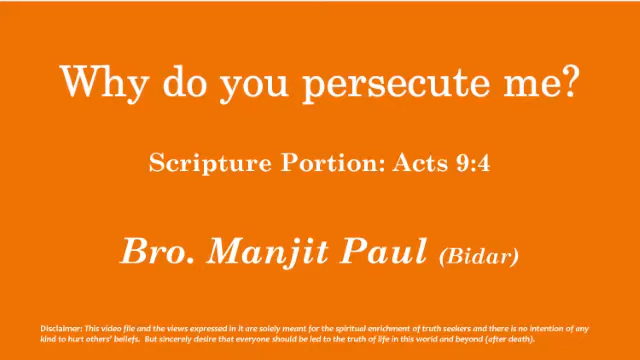 Why do you persecute me?
Scripture Portion: Acts 9:4
Bro. Manjit Paul (Bidar)
Disclaimer: This video file and the views expressed in it are solely meant for the spiritual enrichment of truth seekers and there is no intention of any
kind to hurt others' beliefs. But sincerely desire that everyone should be led to the truth of life in this world and beyond (after death).